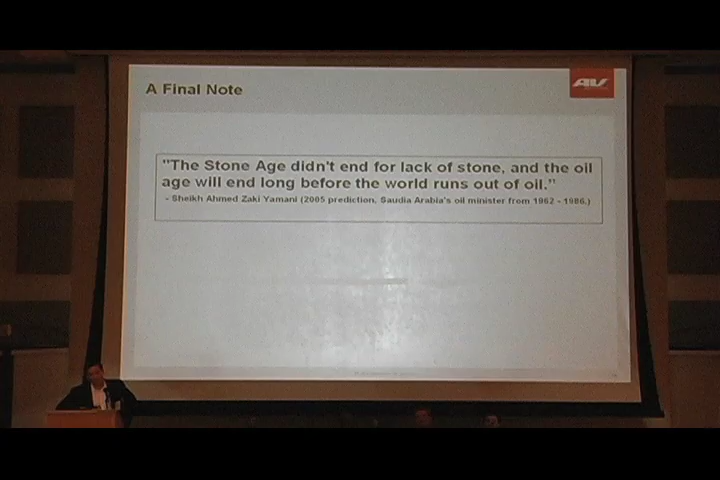 A Final Note
AV
"The Stone Age didn't end for lack of stone, and the oil
age will end long before the world runs out of oil."
- Sheikh Ahmed Zaki Yamani (2005 prediction, Saudia Arabia's oil minister from 1962 - 1986.)